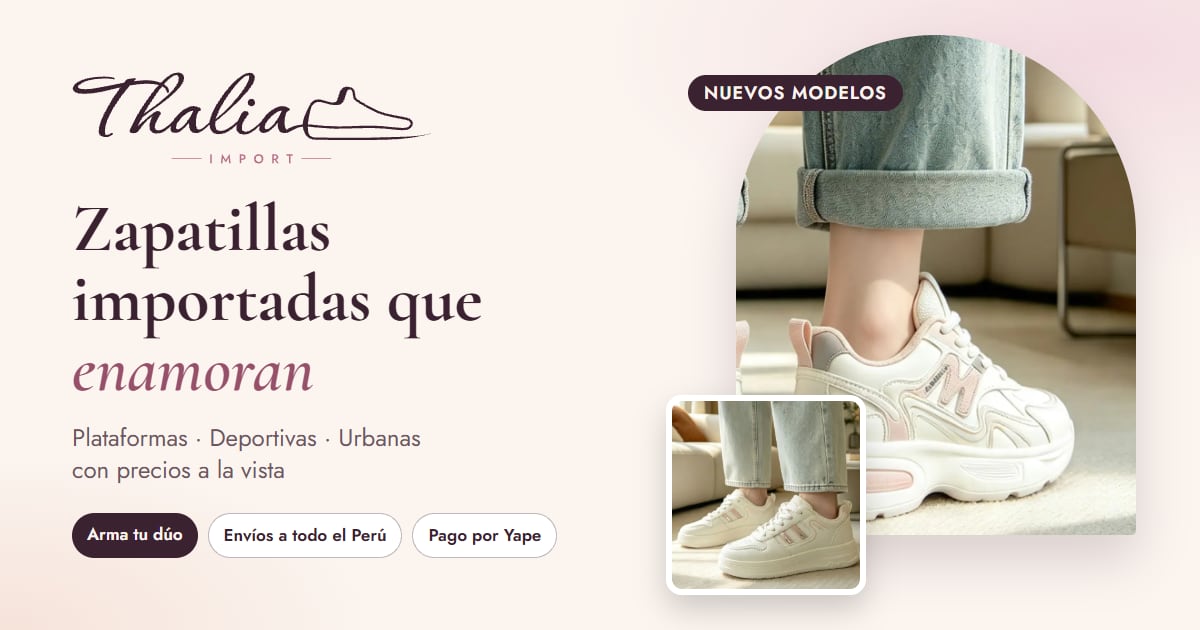 Thalia
IMPORT
NUEVOS MODELOS
Zapatillas
importadas que
enamoran
Plataformas · Deportivas · Urbanas
con precios a la vista
Arma tu dúo
Envíos a todo el Perú
Pago por Yape